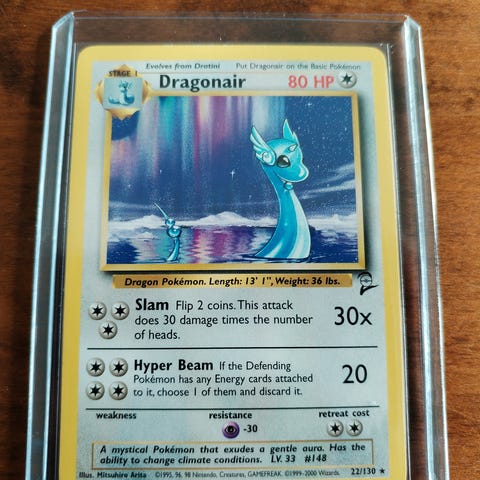 Evolves from Dratini Put Dragonair on the Basic Pokémon
STAGE 1
Dragonair 80 HP
Dragon Pokémon. Length: 13' 1", Weight: 36 lbs.
Slam Flip 2 coins. This attack
does 30 damage times the number
of heads.
30x
Hyper Beam If the Defending
Pokémon has any Energy cards attached
to it, choose 1 of them and discard it.
20
weakness resistance retreat cost
-30
A mystical Pokémon that exudes a gentle aura. Has the
ability to change climate conditions. LV. 33 #148
Illus. Mitsuhiro Arita ©1995, 96, 98 Nintendo, Creatures, GAMEFREAK. ©1999-2000 Wizards. 22/130 ★